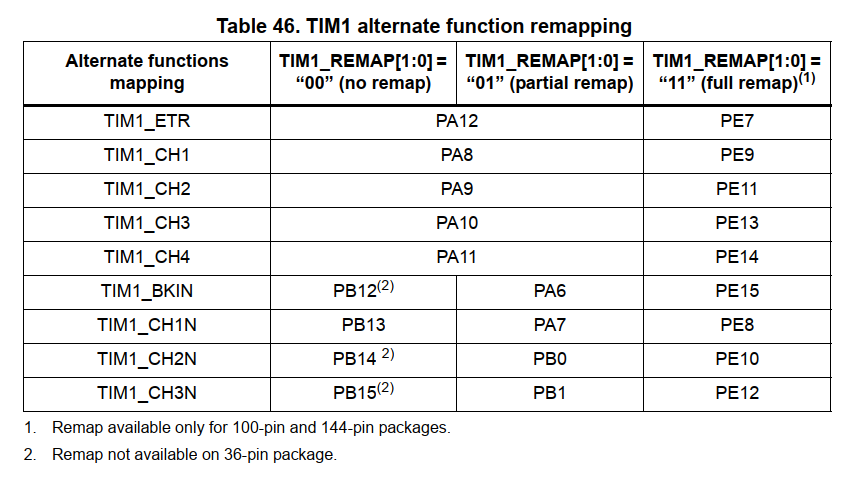 Table 46. TIM1 alternate function remapping
Alternate functions mapping TIM1_REMAP[1:0] = “00” (no remap) TIM1_REMAP[1:0] = “01” (partial remap) TIM1_REMAP[1:0] = “11” (full remap)(1)
TIM1_ETR PA12 PE7
TIM1_CH1 PA8 PE9
TIM1_CH2 PA9 PE11
TIM1_CH3 PA10 PE13
TIM1_CH4 PA11 PE14
TIM1_BKIN PB12(2) PA6 PE15
TIM1_CH1N PB13 PA7 PE8
TIM1_CH2N PB14 2) PB0 PE10
TIM1_CH3N PB15(2) PB1 PE12
1. Remap available only for 100-pin and 144-pin packages.
2. Remap not available on 36-pin package.